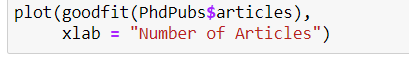 plot(goodfit(PhdPubs$articles),
     xlab = "Number of Articles")